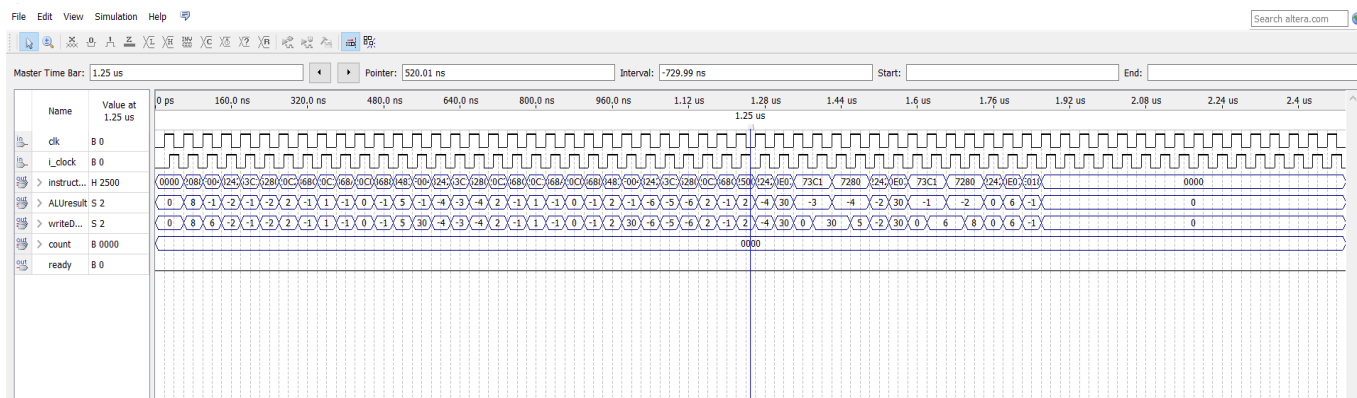 File Edit View Simulation Help
Search altera.com
Master Time Bar: 1.25 us Pointer: 520.01 ns Interval: -729.99 ns Start: End:
Name Value at 1.25 us
0 ps 160.0 ns 320.0 ns 480.0 ns 640.0 ns 800.0 ns 960.0 ns 1.12 us 1.28 us 1.44 us 1.6 us 1.76 us 1.92 us 2.08 us 2.24 us 2.4 us
1.25 us
clk B 0
i_clock B 0
instruct... H 2500 0000 73C1 7280 73C1 7280 0000
ALUresult S 2 0 8 -1 -2 -1 -2 2 -1 1 -1 0 -1 5 -1 -4 -3 -4 2 -1 1 -1 0 -1 2 -1 -6 -5 -6 2 -1 2 -4 30 -3 -4 -2 30 -1 -2 0 6 -1 0
writeD... S 2 0 8 6 -2 -1 -2 2 -1 1 -1 0 -1 5 30 -4 -3 -4 2 -1 1 -1 0 -1 2 30 -6 -5 -6 2 -1 2 -4 30 0 30 5 -2 30 0 6 8 0 6 -1 0
count B 0000 0000
ready B 0